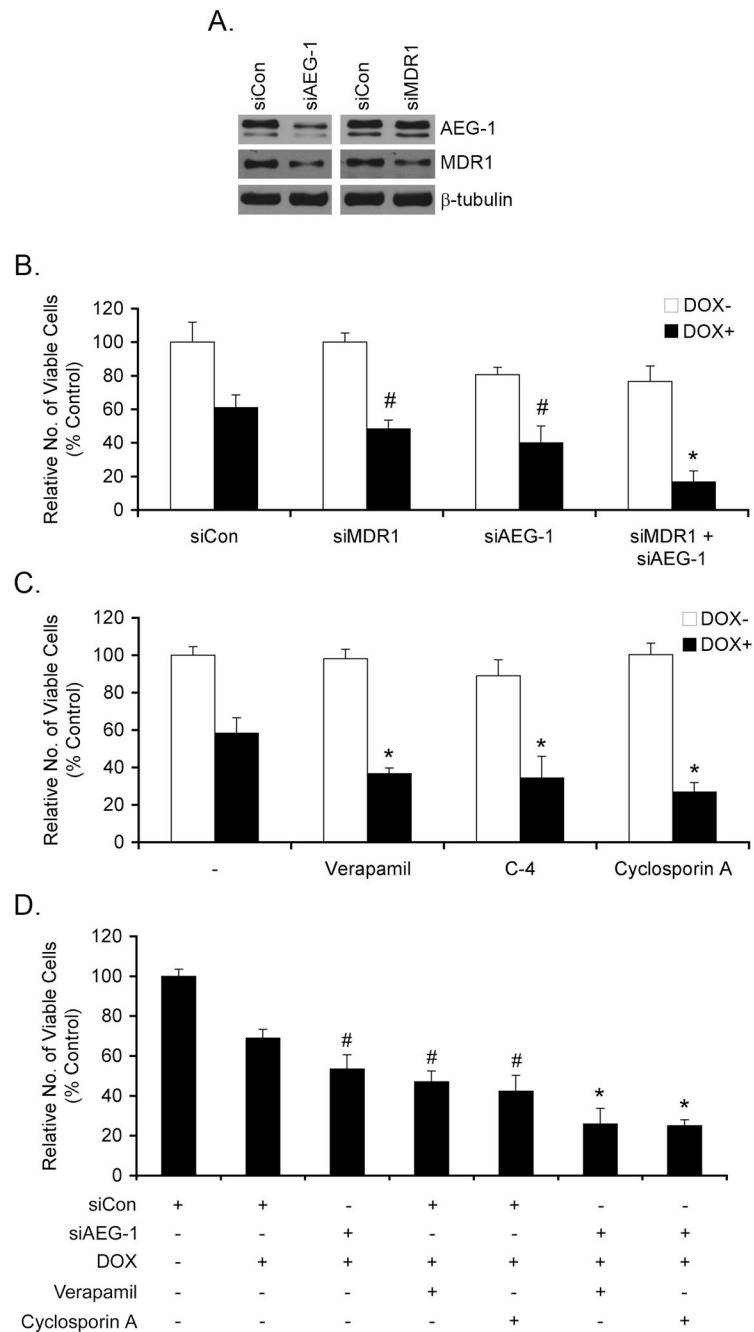 A.
siCon siAEG-1 siCon siMDR1
AEG-1
MDR1
β-tubulin
B.
Relative No. of Viable Cells
(% Control)
120
100
80
60
40
20
0
DOX-
DOX+
# # *
siCon siMDR1 siAEG-1 siMDR1 +
siAEG-1
C.
Relative No. of Viable Cells
(% Control)
120
100
80
60
40
20
0
DOX-
DOX+
* * *
- Verapamil C-4 Cyclosporin A
D.
Relative No. of Viable Cells
(% Control)
120
100
80
60
40
20
0
# # # * *
siCon + + - + + - -
siAEG-1 - - + - - + +
DOX - + + + + + +
Verapamil - - - + - + -
Cyclosporin A - - - - + - +